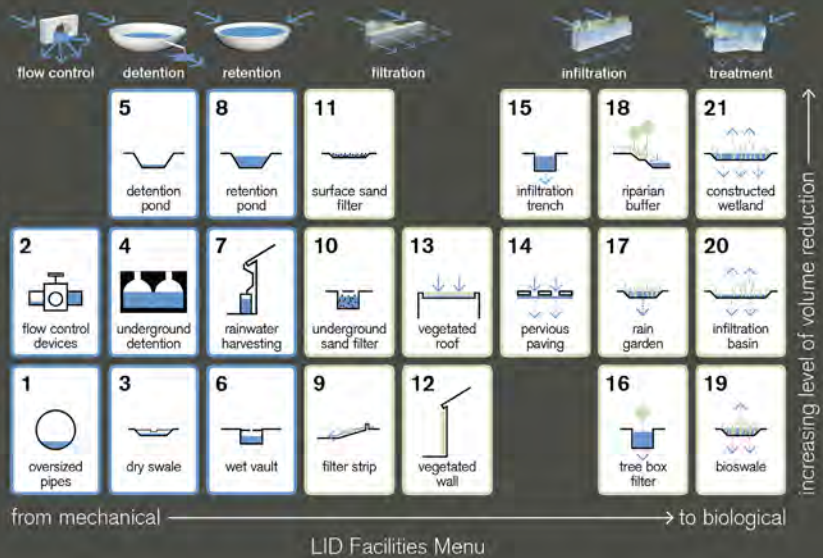 flow control
detention
retention
filtration
infiltration
treatment
5
detention
pond
8
retention
pond
11
surface sand
filter
15
infiltration
trench
18
riparian
buffer
21
constructed
wetland
2
flow control
devices
4
underground
detention
7
rainwater
harvesting
10
underground
sand filter
13
vegetated
roof
14
pervious
paving
17
rain
garden
20
infiltration
basin
1
oversized
pipes
3
dry swale
6
wet vault
9
filter strip
12
vegetated
wall
16
tree box
filter
19
bioswale
increasing level of volume reduction
from mechanical
to biological
LID Facilities Menu